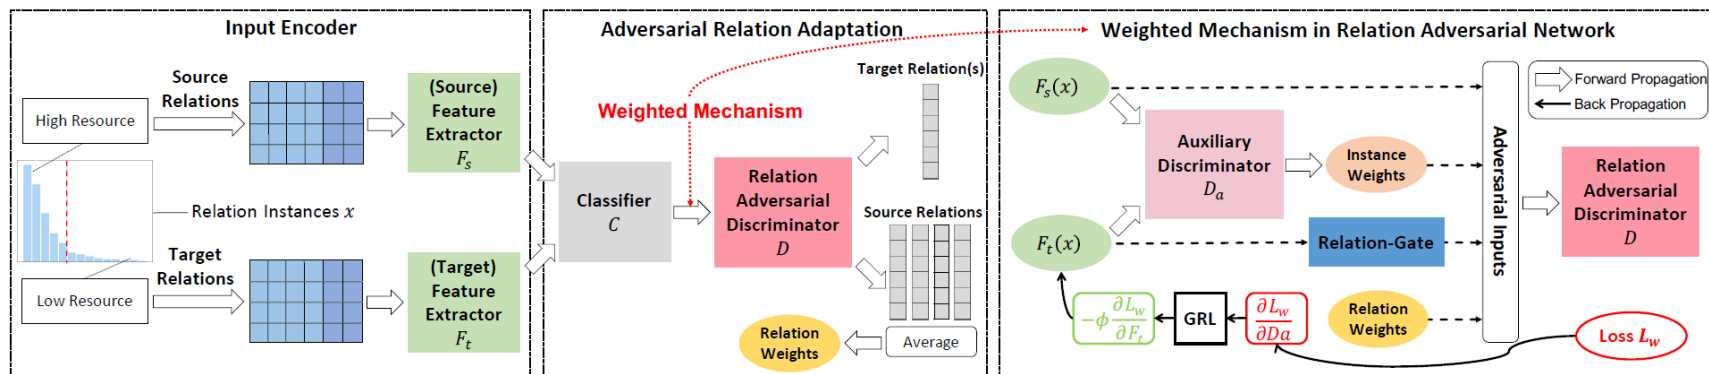 Input Encoder
Source
Relations
High Resource
(Source)
Feature
Extractor
F_s
Relation Instances x
Target
Relations
Low Resource
(Target)
Feature
Extractor
F_t
Adversarial Relation Adaptation
Target Relation(s)
Weighted Mechanism
Classifier
C
Relation
Adversarial
Discriminator
D
Source Relations
Relation
Weights
Average
Weighted Mechanism in Relation Adversarial Network
F_s(x)
Auxiliary
Discriminator
D_a
Instance
Weights
F_t(x)
Relation-Gate
-ϕ ∂L_w/∂F_t
GRL
∂L_w/∂Da
Relation
Weights
Adversarial Inputs
Forward Propagation
Back Propagation
Relation
Adversarial
Discriminator
D
Loss L_w